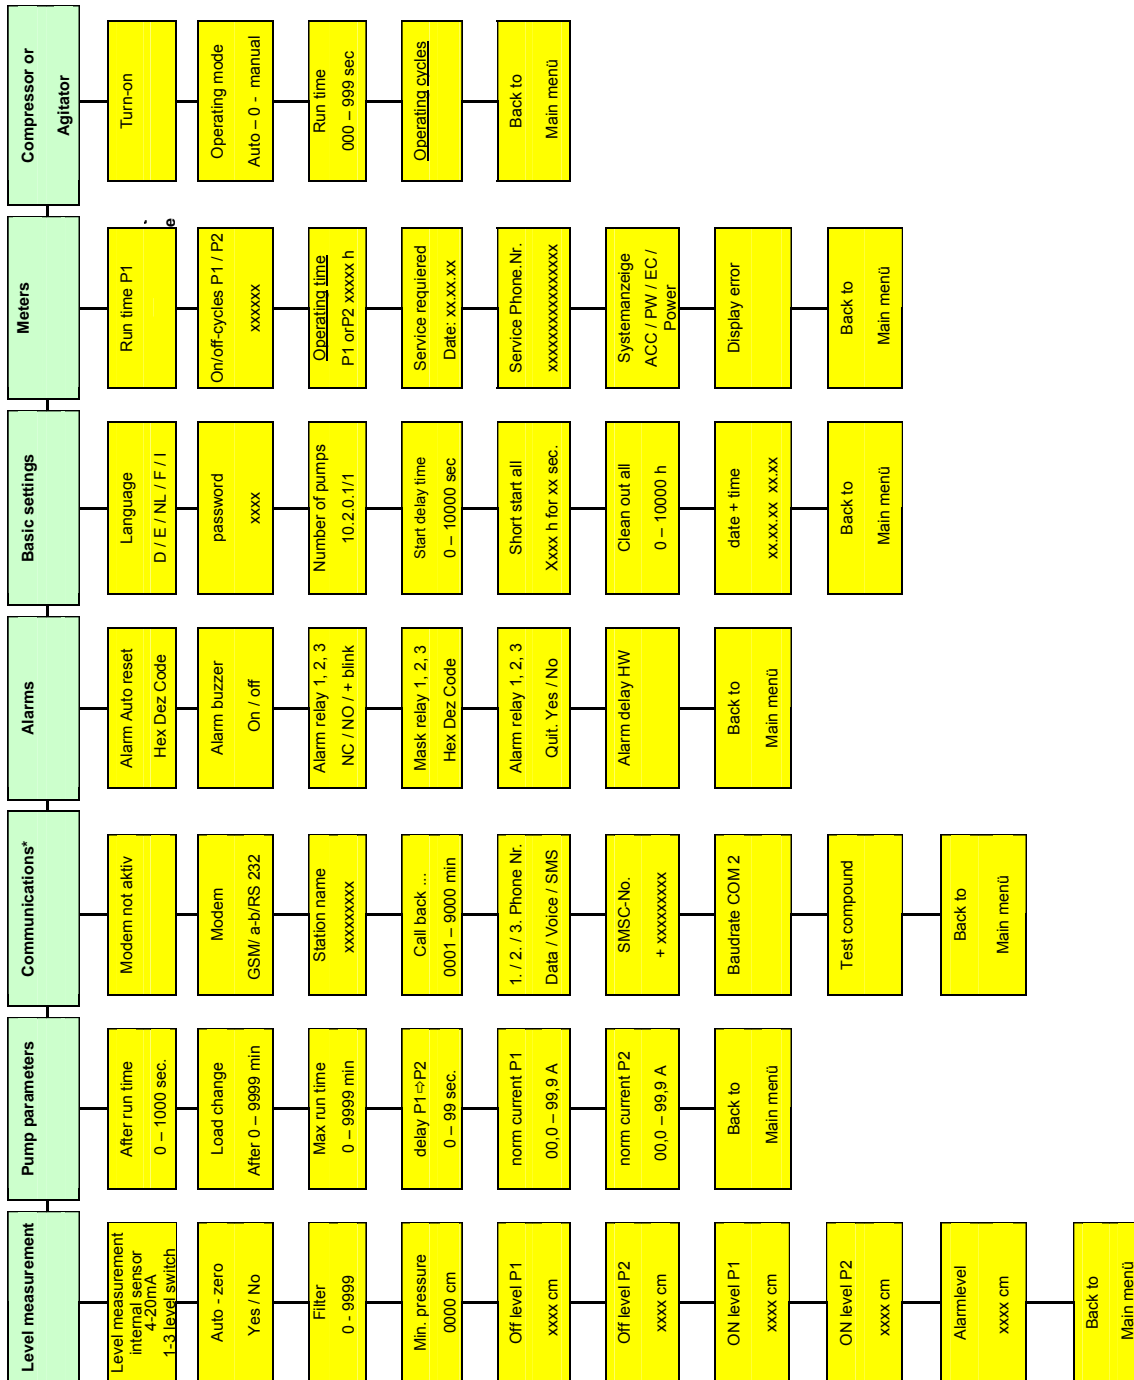 Level measurement
Level measurement
internal sensor
4-20mA
1-3 level switch
Auto - zero
Yes / No
Filter
0 - 9999
Min. pressure
0000 cm
Off level P1
xxxx cm
Off level P2
xxxx cm
ON level P1
xxxx cm
ON level P2
xxxx cm
Alarmlevel
xxxx cm
Back to
Main menü
Pump parameters
After run time
0 – 1000 sec.
Load change
After 0 – 9999 min
Max run time
0 – 9999 min
delay P1⇨P2
0 – 99 sec.
norm current P1
00,0 – 99,9 A
norm current P2
00,0 – 99,9 A
Back to
Main menü
Communications*
Modem not aktiv
Modem
GSM/ a-b/RS 232
Station name
xxxxxxxxx
Call back ...
0001 – 9000 min
1. / 2. / 3. Phone Nr.
Data / Voice / SMS
SMSC-No.
+ xxxxxxxxx
Baudrate COM 2
Test compound
Back to
Main menü
Alarms
Alarm Auto reset
Hex Dez Code
Alarm buzzer
On / off
Alarm relay 1, 2, 3
NC / NO / + blink
Mask relay 1, 2, 3
Hex Dez Code
Alarm relay 1, 2, 3
Quit. Yes / No
Alarm delay HW
Back to
Main menü
Basic settings
Language
D / E / NL / F / I
password
xxxx
Number of pumps
10.2.0.1/1
Start delay time
0 – 10000 sec
Short start all
Xxxx h for xx sec.
Clean out all
0 – 10000 h
date + time
xx.xx.xx xx.xx
Back to
Main menü
Meters
Run time P1
e
On/off-cycles P1 / P2
xxxxxx
Operating time
P1 orP2 xxxxx h
Service requiered
Date: xx.xx.xx
Service Phone.Nr.
xxxxxxxxxxxxxxxx
Systemanzeige
ACC / PW / EC /
Power
Display error
Back to
Main menü
Compressor or
Agitator
Turn-on
Operating mode
Auto – 0 - manual
Run time
000 – 999 sec
Operating cycles
Back to
Main menü